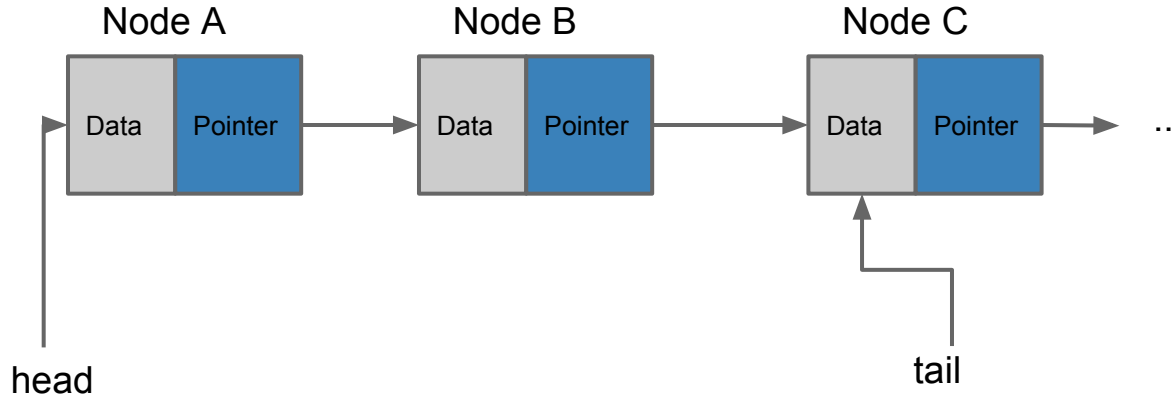 Node A
Node B
Node C
Data
Pointer
Data
Pointer
Data
Pointer
..
head
tail